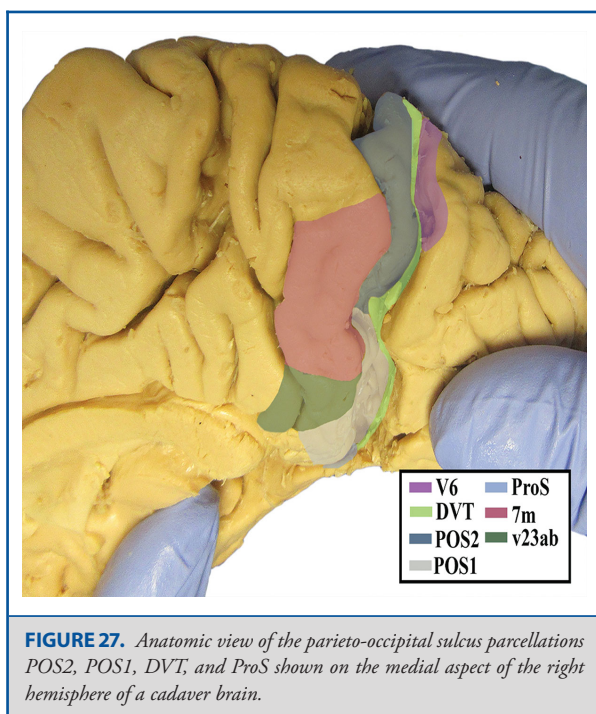 V6
DVT
POS2
POS1
ProS
7m
v23ab
FIGURE 27. Anatomic view of the parieto-occipital sulcus parcellations
POS2, POS1, DVT, and ProS shown on the medial aspect of the right
hemisphere of a cadaver brain.